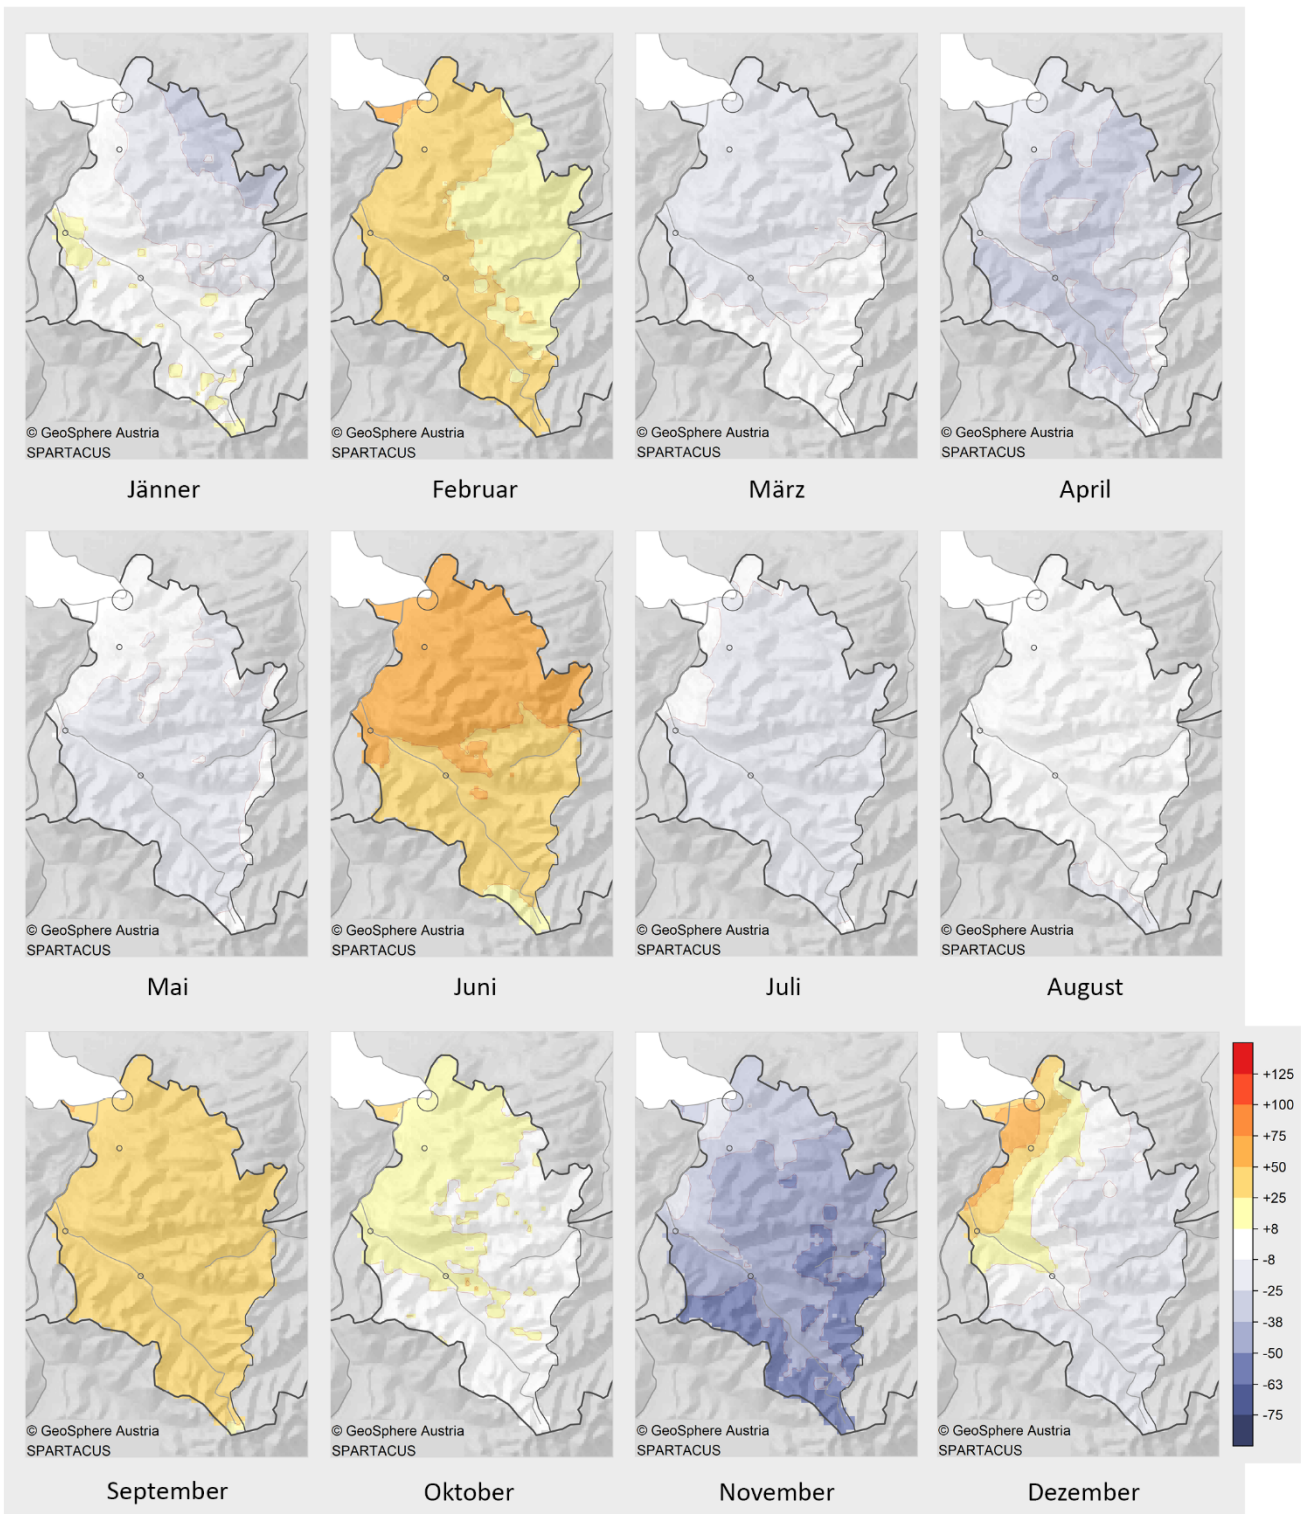 © GeoSphere Austria
SPARTACUS
© GeoSphere Austria
SPARTACUS
© GeoSphere Austria
SPARTACUS
© GeoSphere Austria
SPARTACUS
Jänner
Februar
März
April
© GeoSphere Austria
SPARTACUS
© GeoSphere Austria
SPARTACUS
© GeoSphere Austria
SPARTACUS
© GeoSphere Austria
SPARTACUS
Mai
Juni
Juli
August
+125
+100
+75
+50
+25
+8
-8
-25
-38
-50
-63
-75
© GeoSphere Austria
SPARTACUS
© GeoSphere Austria
SPARTACUS
© GeoSphere Austria
SPARTACUS
© GeoSphere Austria
SPARTACUS
September
Oktober
November
Dezember